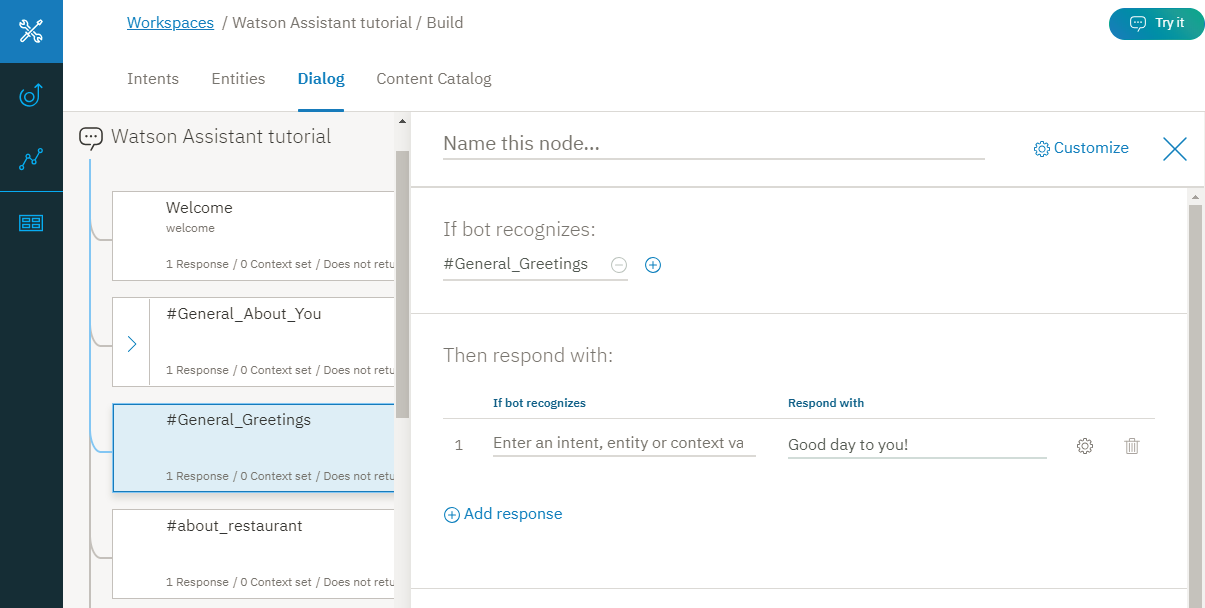 Workspaces / Watson Assistant tutorial / Build
Try it
Intents Entities Dialog Content Catalog
Watson Assistant tutorial
Welcome
welcome
1 Response / 0 Context set / Does not retu
#General_About_You
1 Response / 0 Context set / Does not retu
#General_Greetings
1 Response / 0 Context set / Does not retu
#about_restaurant
1 Response / 0 Context set / Does not retu
Name this node...
Customize
If bot recognizes:
#General_Greetings
Then respond with:
If bot recognizes Respond with
1 Enter an intent, entity or context va Good day to you!
Add response